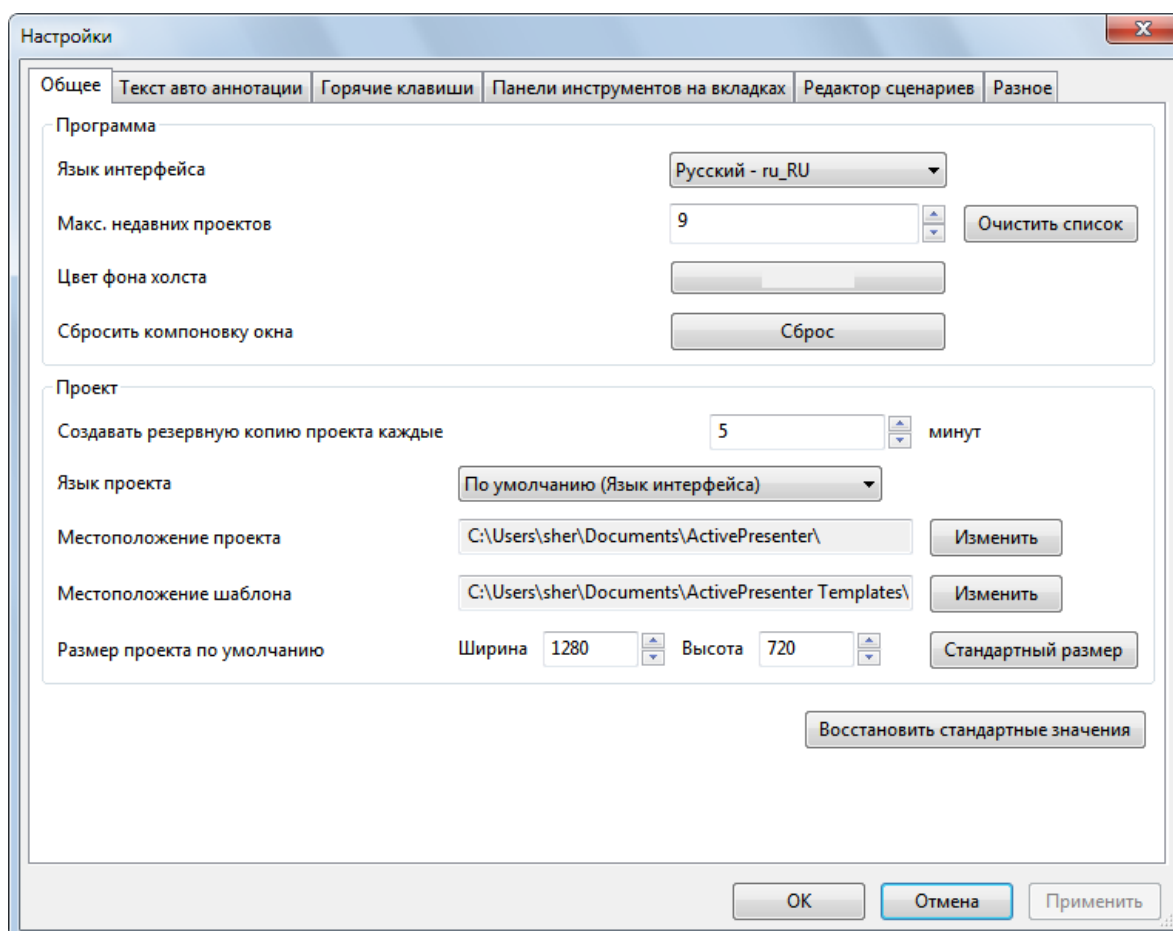 Настройки
Общее Текст авто аннотации Горячие клавиши Панели инструментов на вкладках Редактор сценариев Разное
Программа
Язык интерфейса Русский - ru_RU
Макс. недавних проектов 9 Очистить список
Цвет фона холста
Сбросить компоновку окна Сброс
Проект
Создавать резервную копию проекта каждые 5 минут
Язык проекта По умолчанию (Язык интерфейса)
Местоположение проекта C:\Users\sher\Documents\ActivePresenter\ Изменить
Местоположение шаблона C:\Users\sher\Documents\ActivePresenter Templates\ Изменить
Размер проекта по умолчанию Ширина 1280 Высота 720 Стандартный размер
Восстановить стандартные значения
OK Отмена Применить